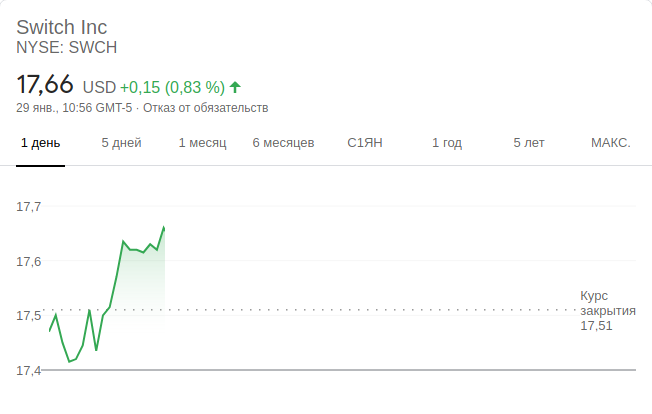 Switch Inc
NYSE: SWCH
17,66 USD +0,15 (0,83 %)
29 янв., 10:56 GMT-5 · Отказ от обязательств
1 день 5 дней 1 месяц 6 месяцев С1ЯН 1 год 5 лет МАКС.
17,7
17,6
17,5
17,4
Курс
закрытия
17,51